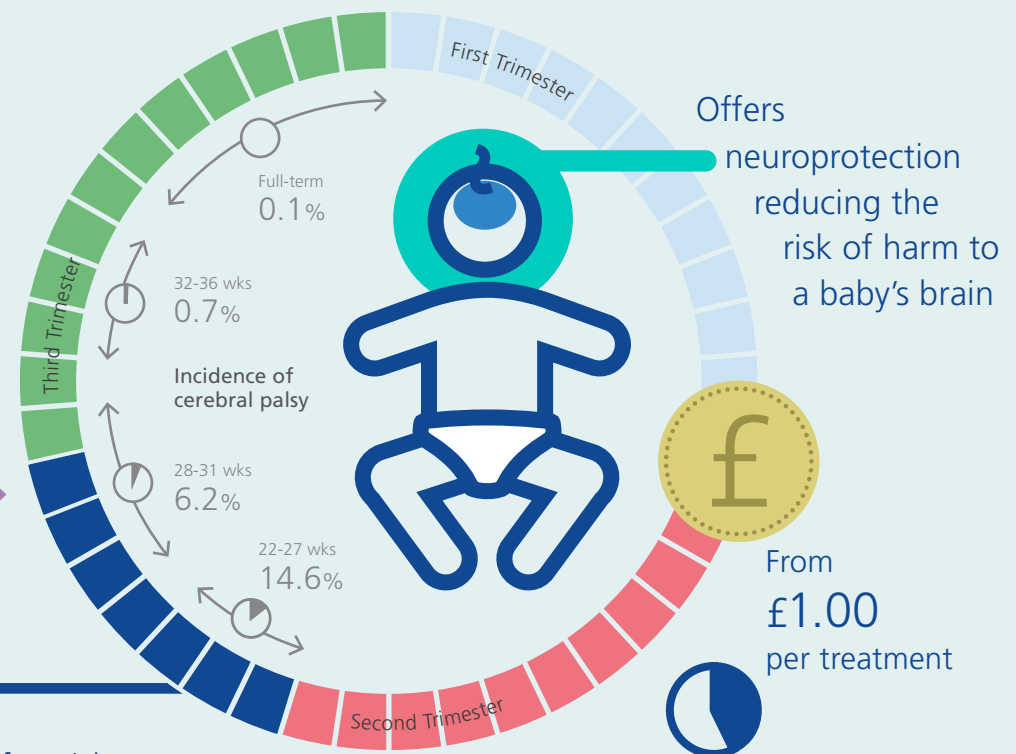 First Trimester
Offers
neuroprotection
reducing the
risk of harm to
a baby's brain
Full-term
0.1%
32-36 wks
0.7%
Third Trimester
Incidence of
cerebral palsy
28-31 wks
6.2%
22-27 wks
14.6%
£
From
£1.00
per treatment
Second Trimester